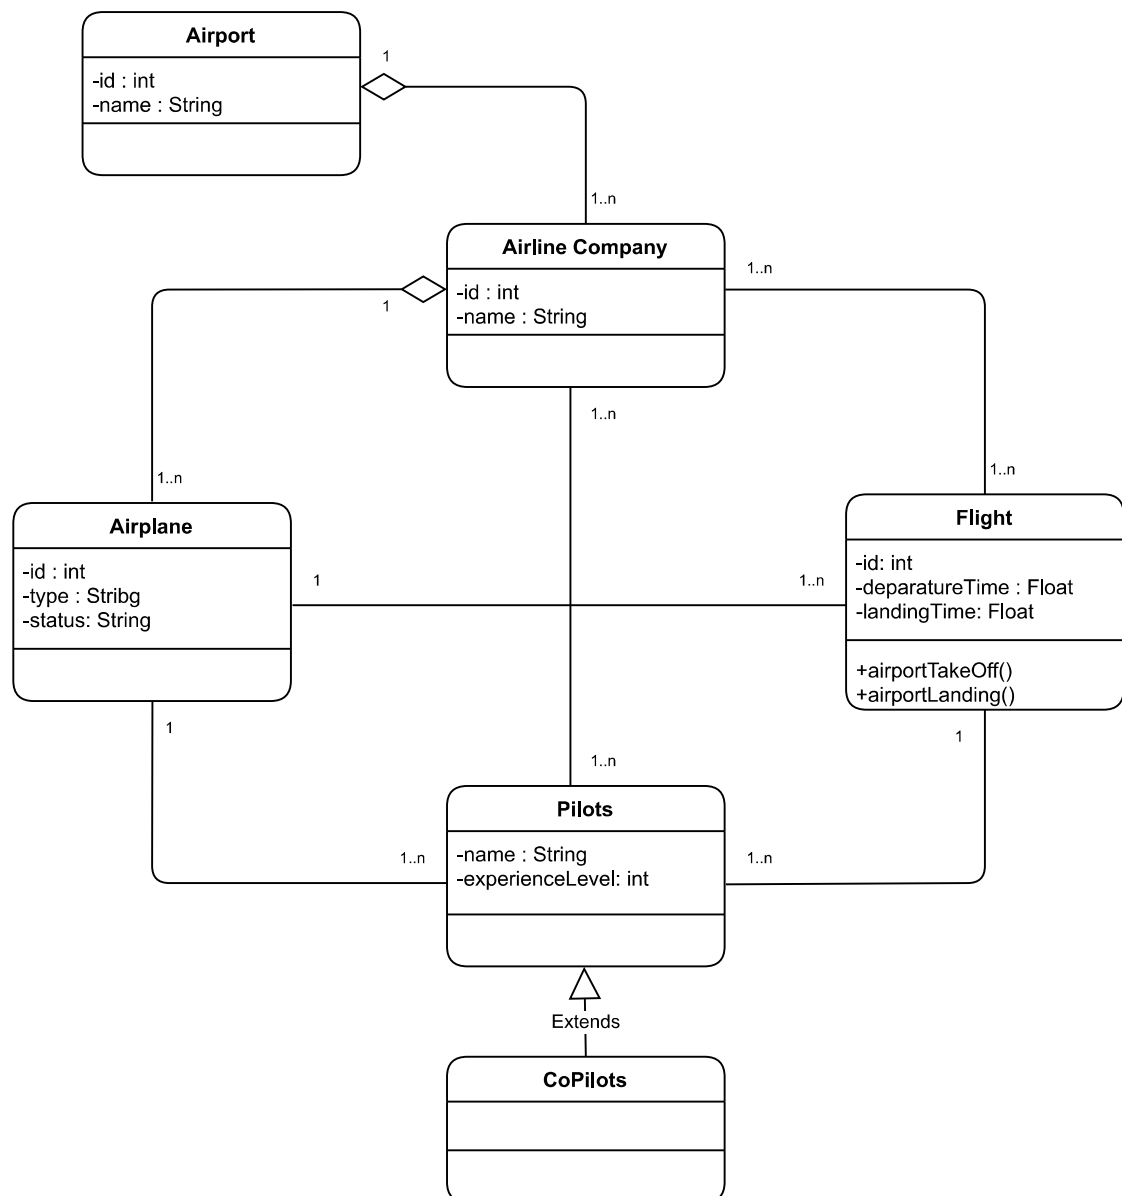 Airport
-id : int
-name : String
1
1..n
Airline Company
-id : int
-name : String
1
1..n
1..n
1..n
1..n
Airplane
-id : int
-type : Stribg
-status: String
1
1..n
Flight
-id: int
-deparatureTime : Float
-landingTime: Float
+airportTakeOff()
+airportLanding()
1
1
1..n
1..n
1..n
Pilots
-name : String
-experienceLevel: int
Extends
CoPilots